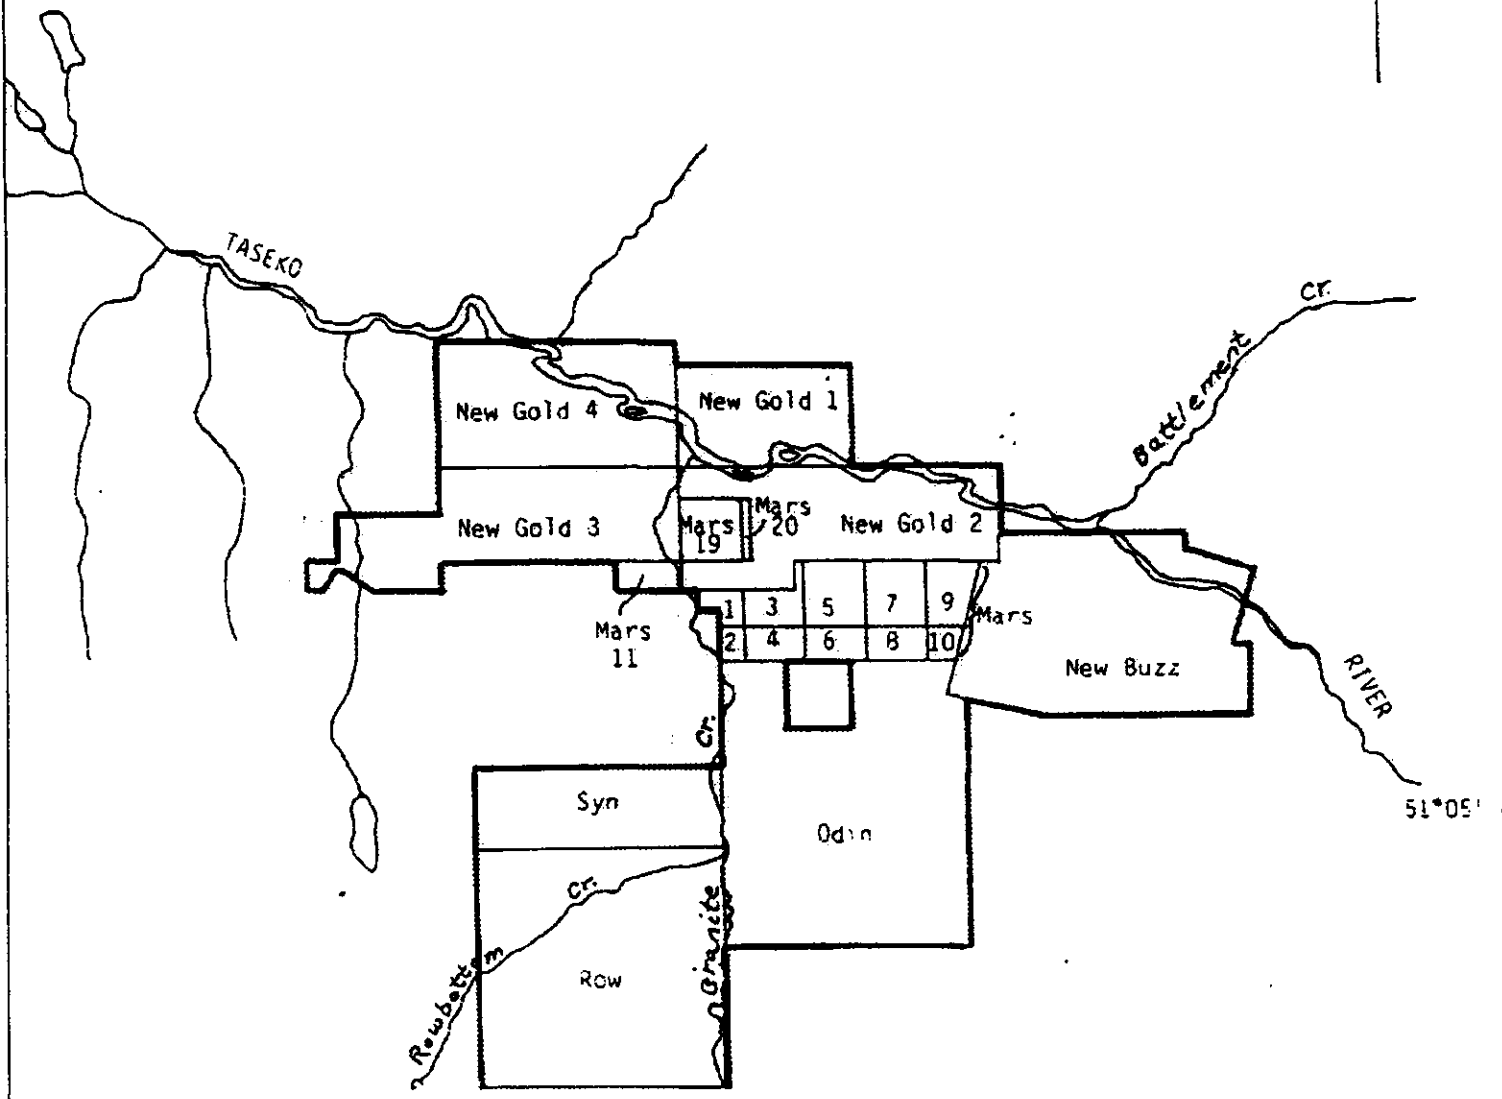 TASEKO
Cr.
Battlement
New Gold 4
New Gold 1
Mars
20
New Gold 3
Mars
19
New Gold 2
1
3
5
7
9
Mars
Mars
11
2
4
6
8
10
New Buzz
RIVER
Cr.
Syn
51°05'
Odin
Cr.
Granite
Row
Rowbottom